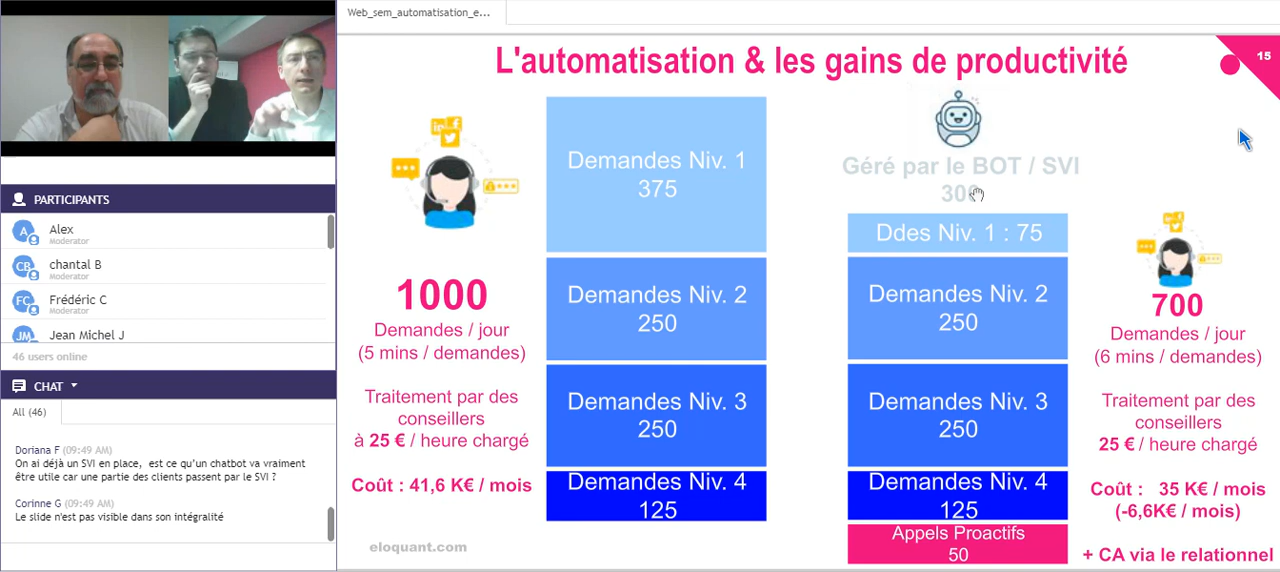 Web_sem_automatisation_e...
L'automatisation & les gains de productivité
15
PARTICIPANTS
A
Alex
Moderator
CB
chantal B
Moderator
FC
Frédéric C
Moderator
JM
Jean Michel J
46 users online
CHAT
All (46)
Doriana F (09:49 AM)
On ai déjà un SVI en place, est ce qu'un chatbot va vraiment
être utile car une partie des clients passent par le SVI ?
Corinne G (09:49 AM)
Le slide n'est pas visible dans son intégralité
1000
Demandes / jour
(5 mins / demandes)
Traitement par des
conseillers
à 25 € / heure chargé
Coût : 41,6 K€ / mois
eloquant.com
Demandes Niv. 1
375
Demandes Niv. 2
250
Demandes Niv. 3
250
Demandes Niv. 4
125
Géré par le BOT / SVI
300
Ddes Niv. 1 : 75
Demandes Niv. 2
250
Demandes Niv. 3
250
Demandes Niv. 4
125
Appels Proactifs
50
700
Demandes / jour
(6 mins / demandes)
Traitement par des
conseillers
25 € / heure chargé
Coût : 35 K€ / mois
(-6,6K€ / mois)
+ CA via le relationnel